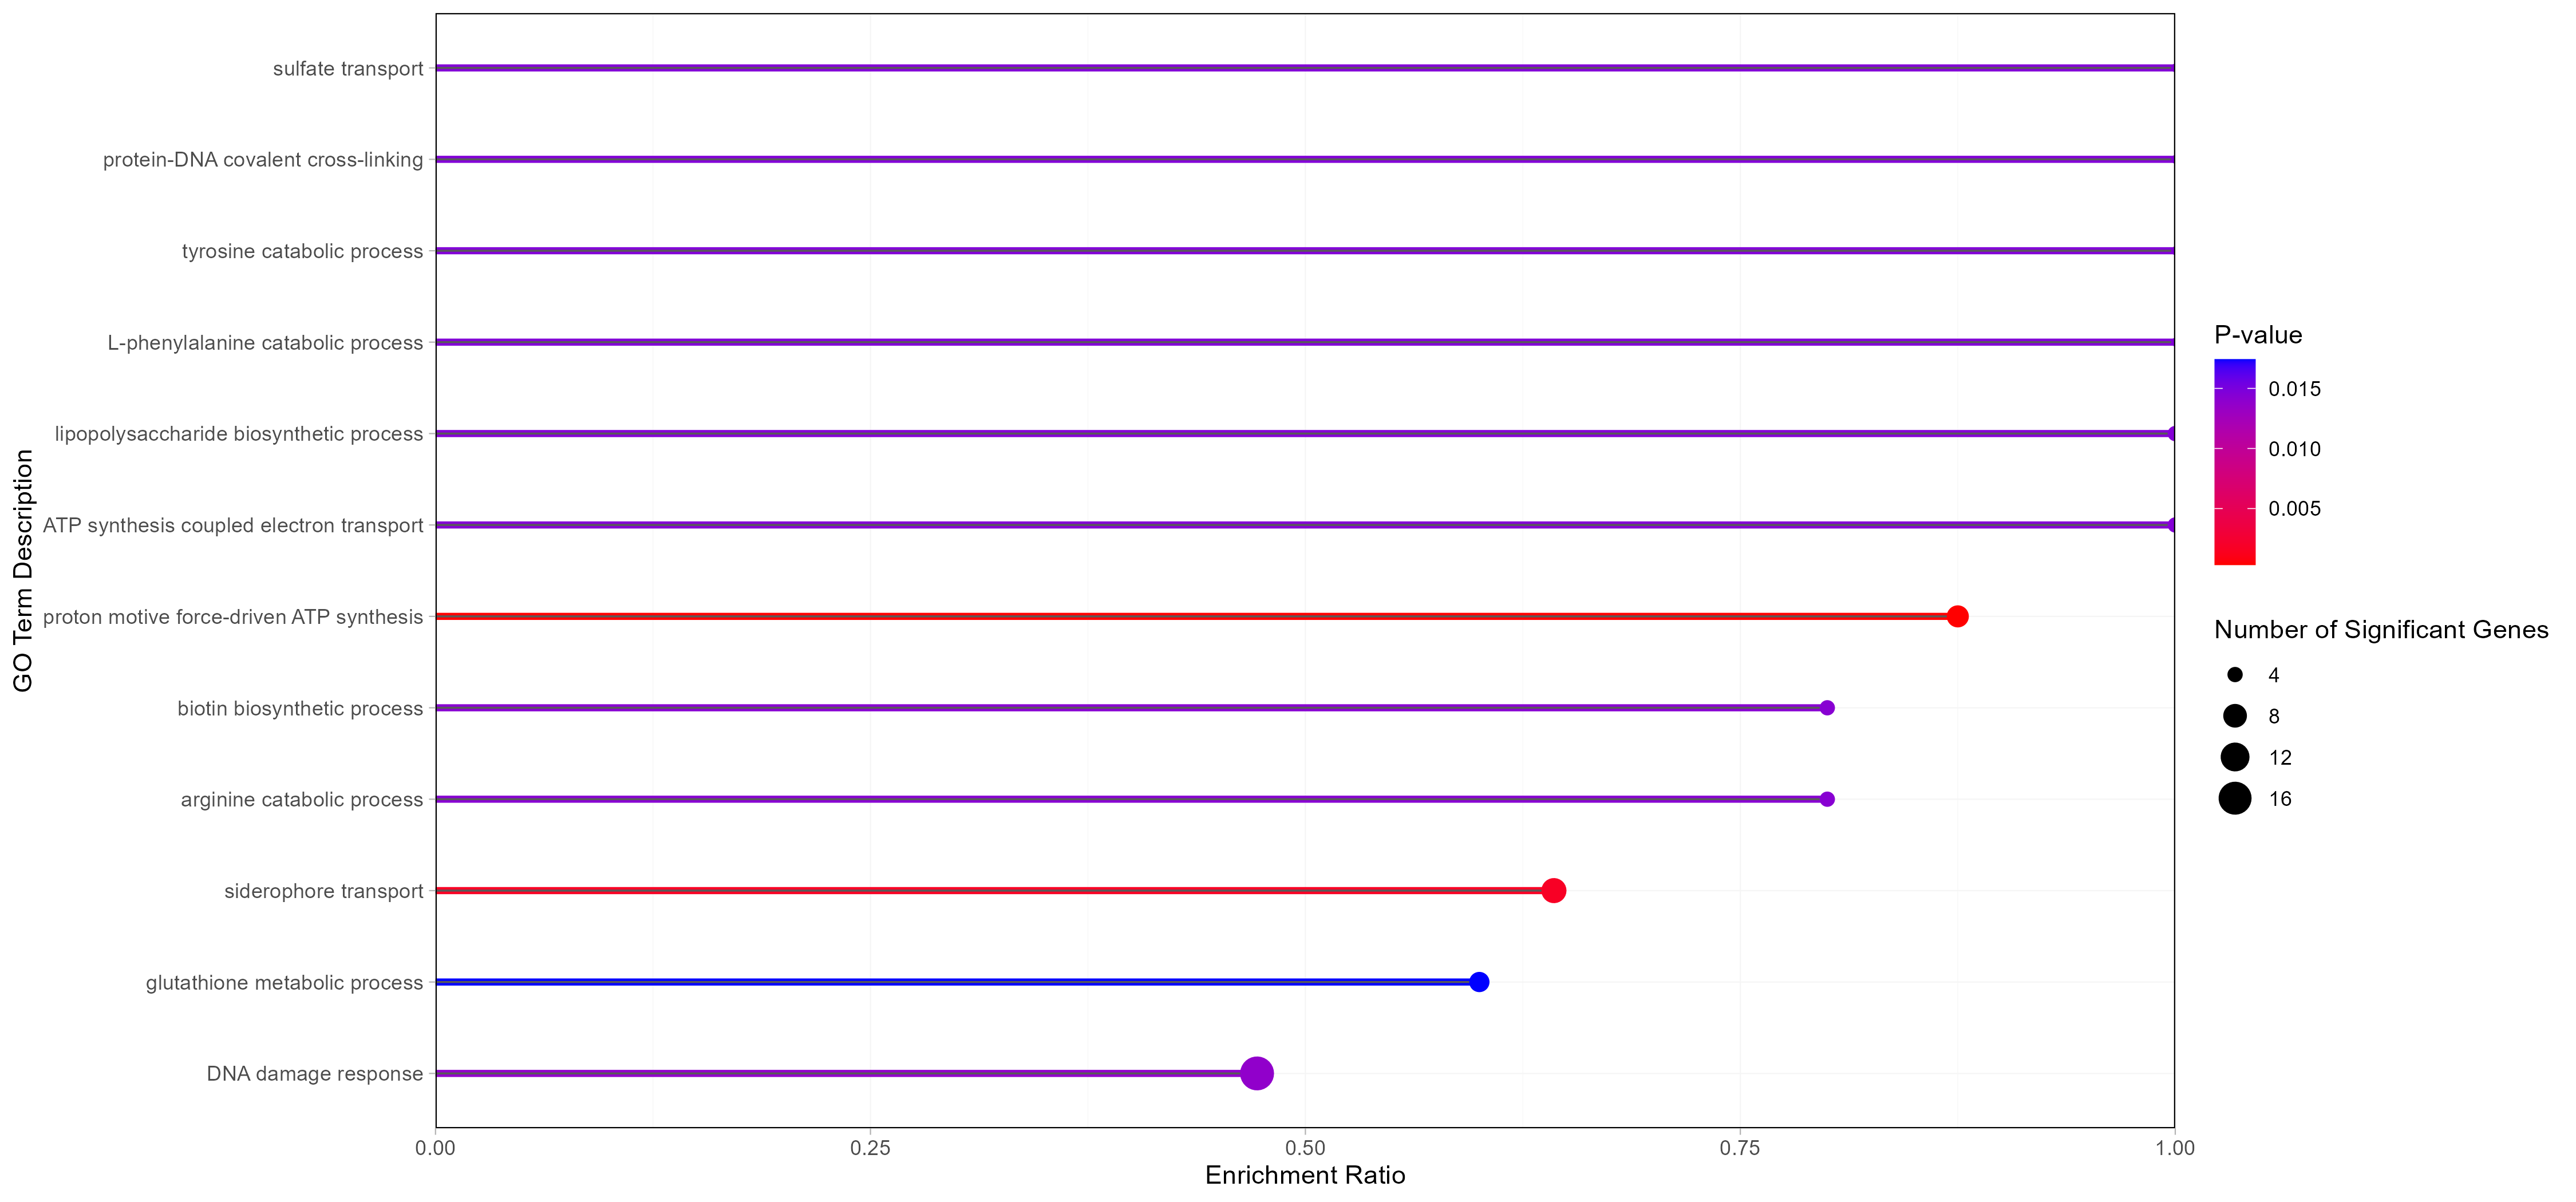 sulfate transport
protein-DNA covalent cross-linking
tyrosine catabolic process
L-phenylalanine catabolic process
lipopolysaccharide biosynthetic process
ATP synthesis coupled electron transport
proton motive force-driven ATP synthesis
biotin biosynthetic process
arginine catabolic process
siderophore transport
glutathione metabolic process
DNA damage response
GO Term Description
0.00
0.25
0.50
0.75
1.00
Enrichment Ratio
P-value
0.015
0.010
0.005
Number of Significant Genes
4
8
12
16